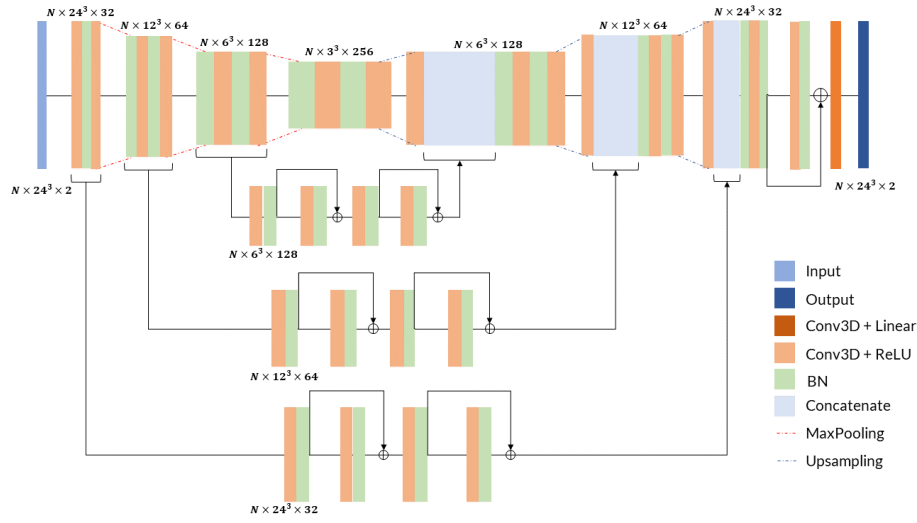 N × 24³ × 32
N × 12³ × 64
N × 6³ × 128
N × 3³ × 256
N × 6³ × 128
N × 12³ × 64
N × 24³ × 32
N × 24³ × 2
N × 24³ × 2
N × 6³ × 128
N × 12³ × 64
N × 24³ × 32
Input
Output
Conv3D + Linear
Conv3D + ReLU
BN
Concatenate
MaxPooling
Upsampling